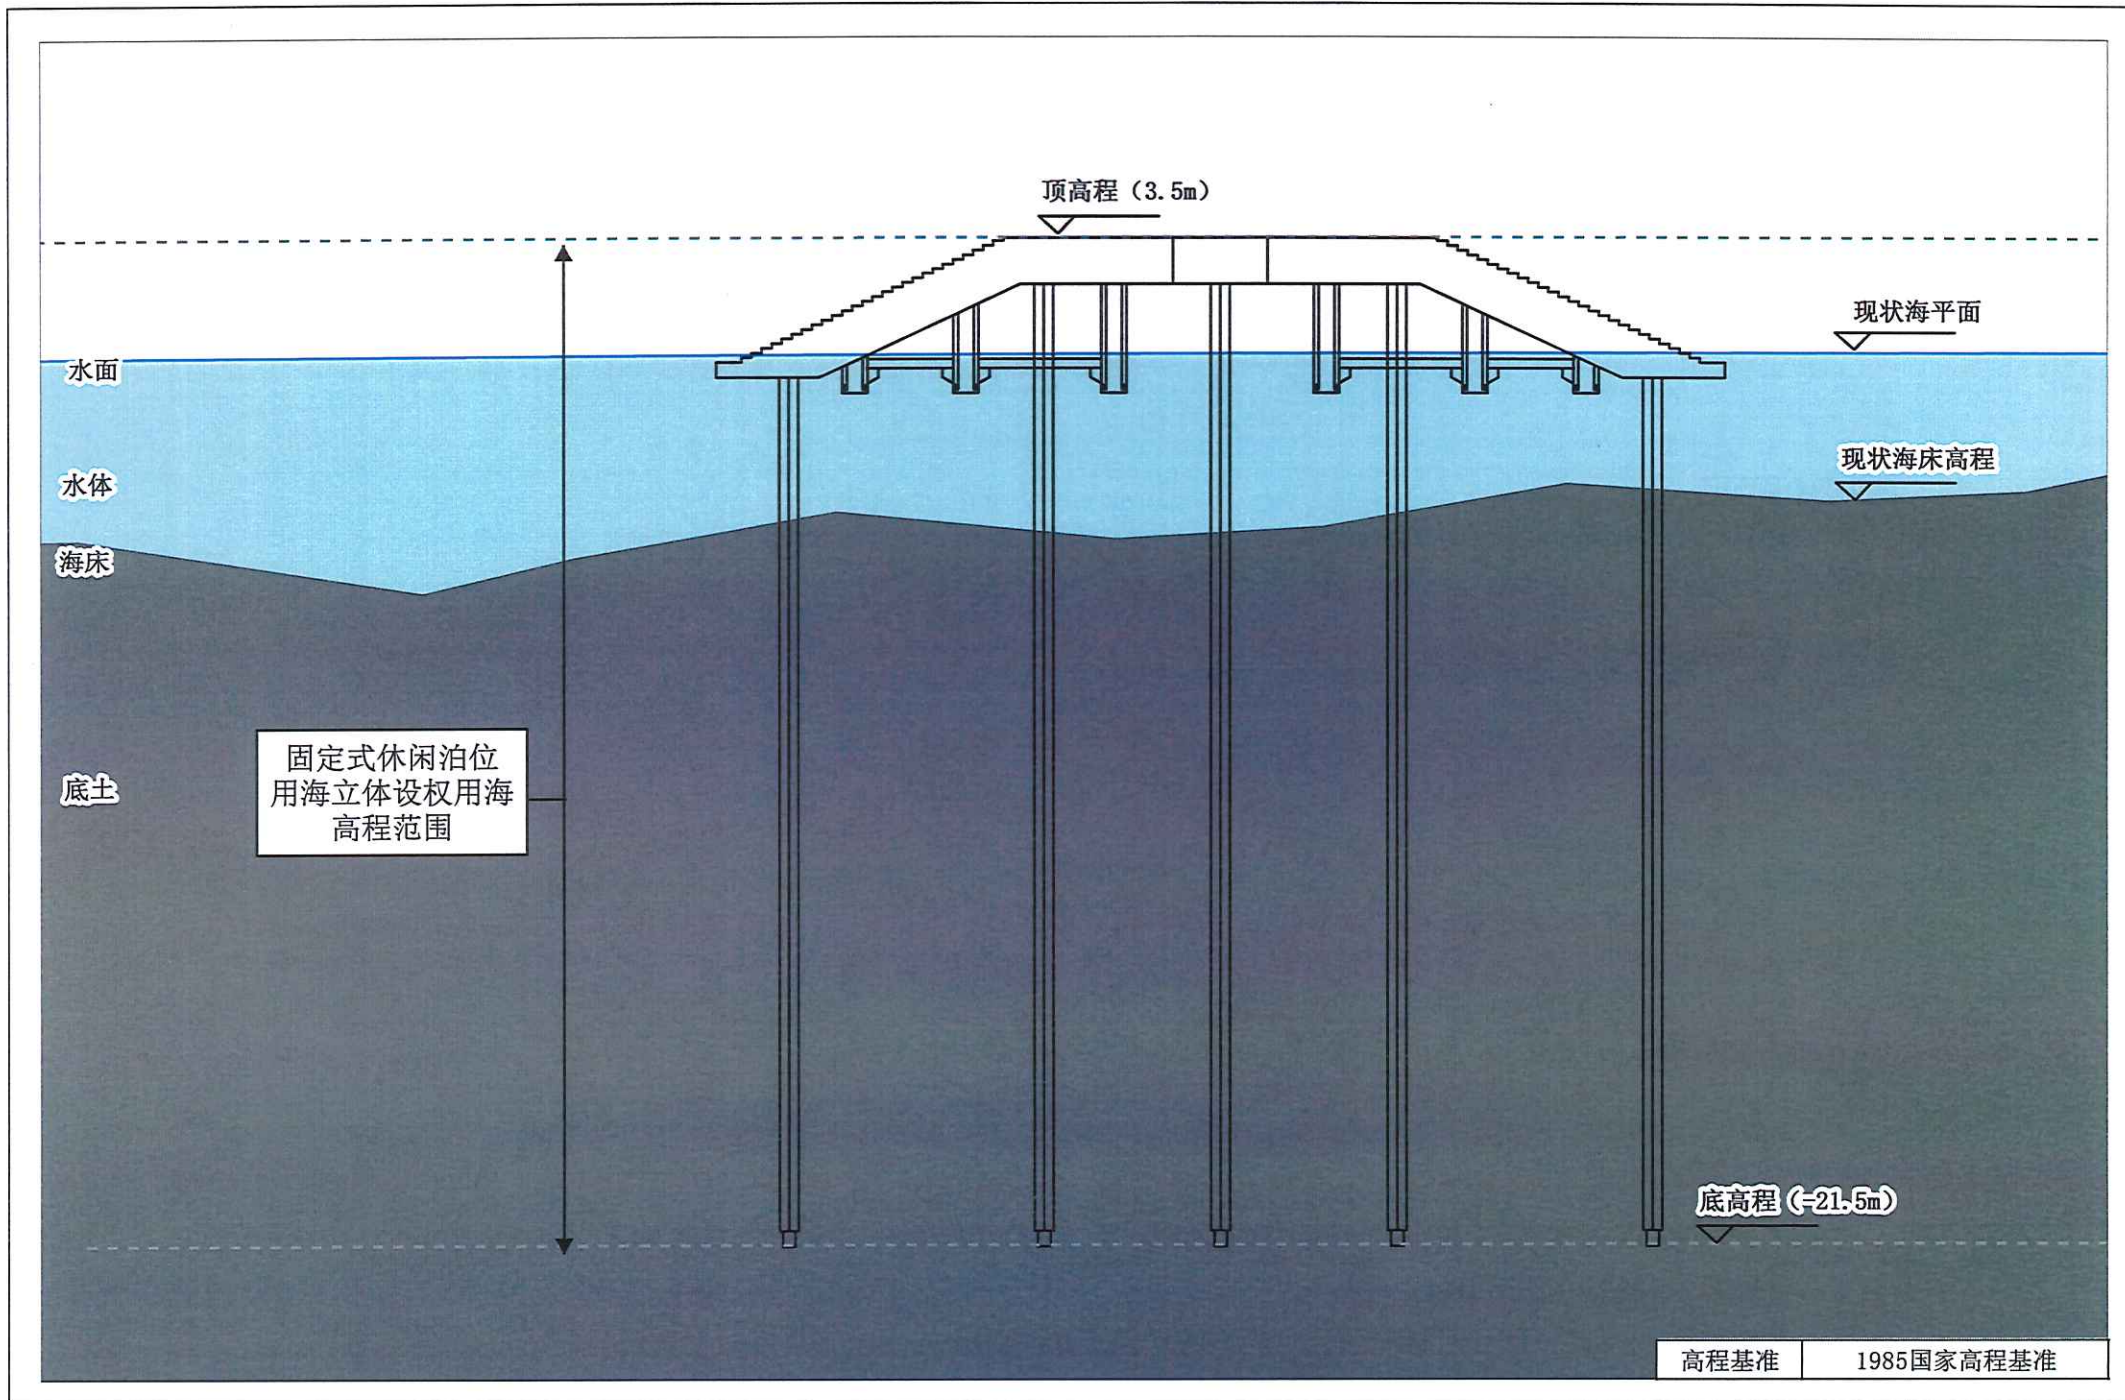 顶高程（3.5m）
现状海平面
水面
现状海床高程
水体
海床
固定式休闲泊位
用海立体设权用海
高程范围
底土
底高程（-21.5m）
高程基准 1985国家高程基准